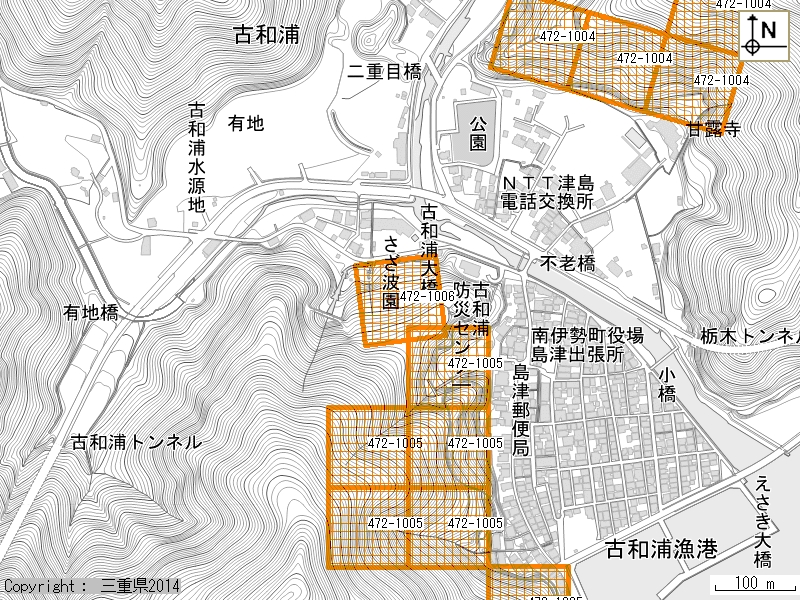 472-1004
古和浦
472-1004
N
472-1004
二重目橋
472-1004
古和浦水源地
有地
公園
甘露寺
NTT津島
電話交換所
古和浦大橋
さざ波園
不老橋
472-1006
古和浦
防災センター
有地橋
南伊勢町役場
島津出張所
栃木トンネル
472-1005
小橋
島津郵便局
古和浦トンネル
472-1005
472-1005
472-1005
472-1005
えさき大橋
古和浦漁港
Copyright : 三重県2014
100 m